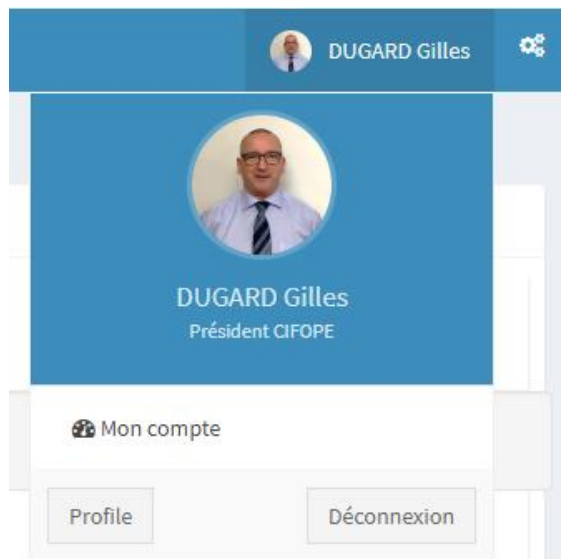 DUGARD Gilles
DUGARD Gilles
Président CIFOPE
Mon compte
Profile
Déconnexion